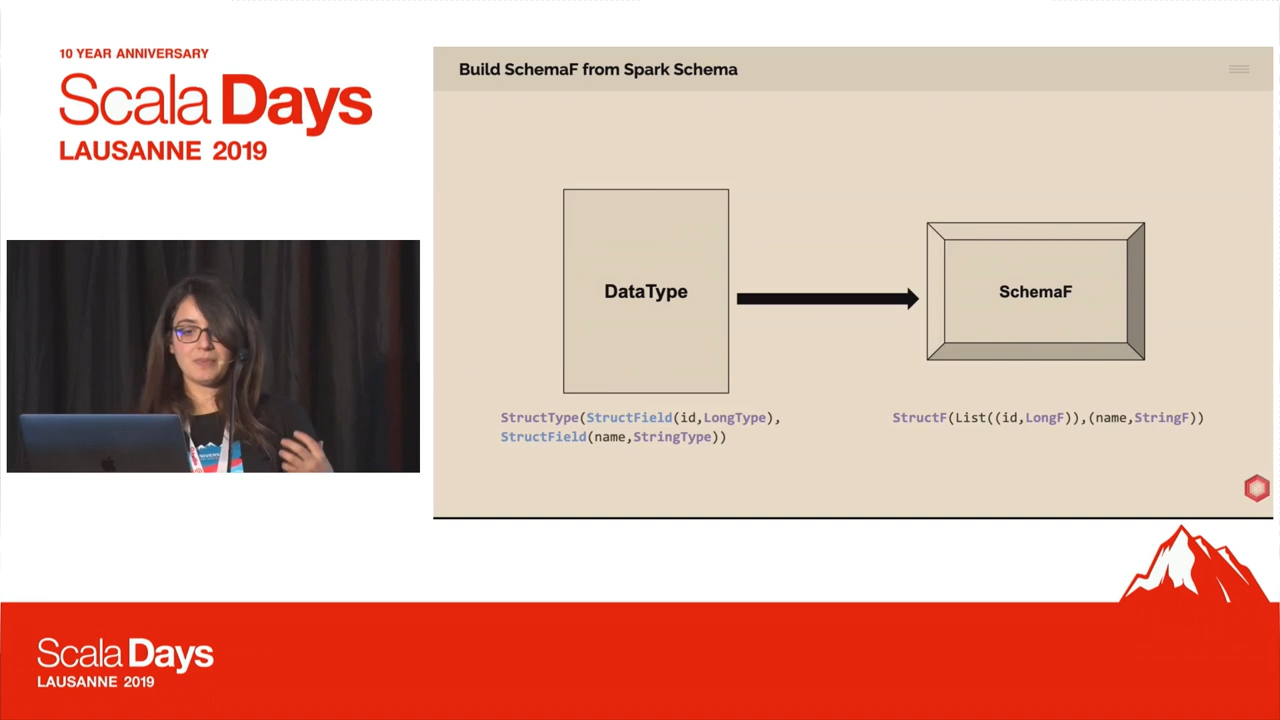 10 YEAR ANNIVERSARY
Scala Days
LAUSANNE 2019
Build SchemaF from Spark Schema
DataType
SchemaF
StructType(StructField(id,LongType),
StructField(name,StringType))
StructF(List((id,LongF)),(name,StringF))
Scala Days
LAUSANNE 2019